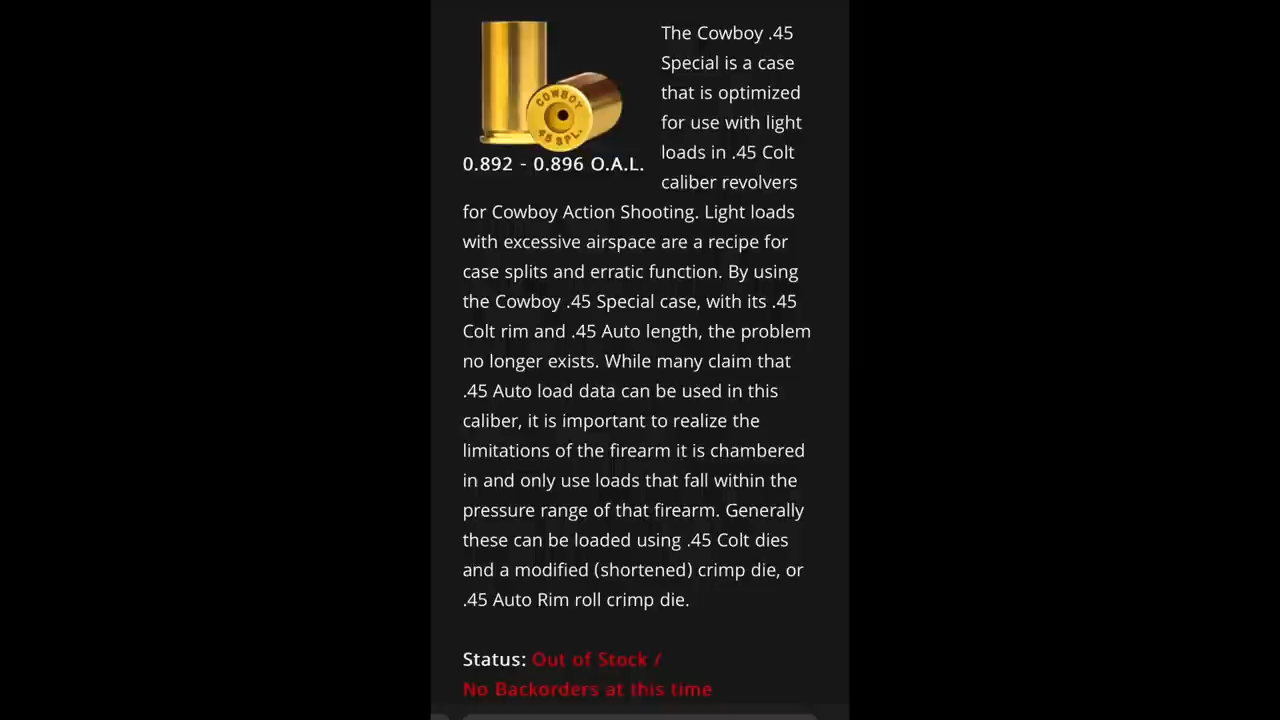 The Cowboy .45
Special is a case
that is optimized
for use with light
loads in .45 Colt
caliber revolvers
COWBOY
45 SPL.
0.892 - 0.896 O.A.L.
for Cowboy Action Shooting. Light loads
with excessive airspace are a recipe for
case splits and erratic function. By using
the Cowboy .45 Special case, with its .45
Colt rim and .45 Auto length, the problem
no longer exists. While many claim that
.45 Auto load data can be used in this
caliber, it is important to realize the
limitations of the firearm it is chambered
in and only use loads that fall within the
pressure range of that firearm. Generally
these can be loaded using .45 Colt dies
and a modified (shortened) crimp die, or
.45 Auto Rim roll crimp die.
Status: Out of Stock /
No Backorders at this time